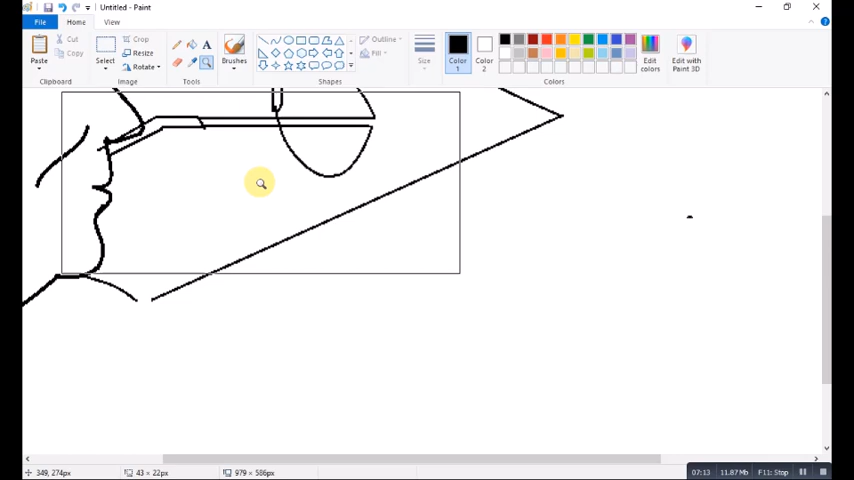 Untitled - Paint
File Home View
Paste Cut Copy
Clipboard
Select Crop Resize Rotate
Image
A
Tools
Brushes
Outline Fill
Shapes
Size
Color 1 Color 2
Edit colors
Colors
Edit with Paint 3D
349, 274px 43 × 22px 979 × 586px 07:13 11.87 Mb F11: Stop